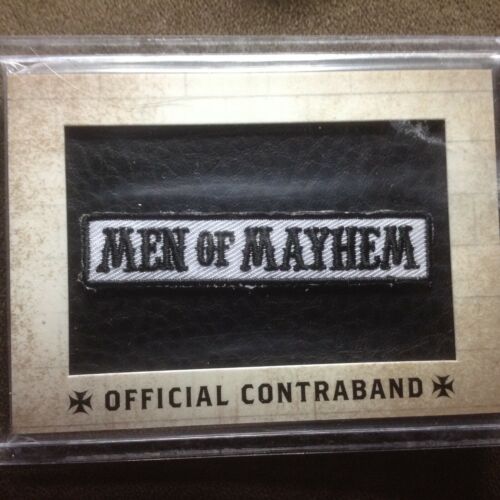 MEN OF MAYHEM
OFFICIAL CONTRABAND